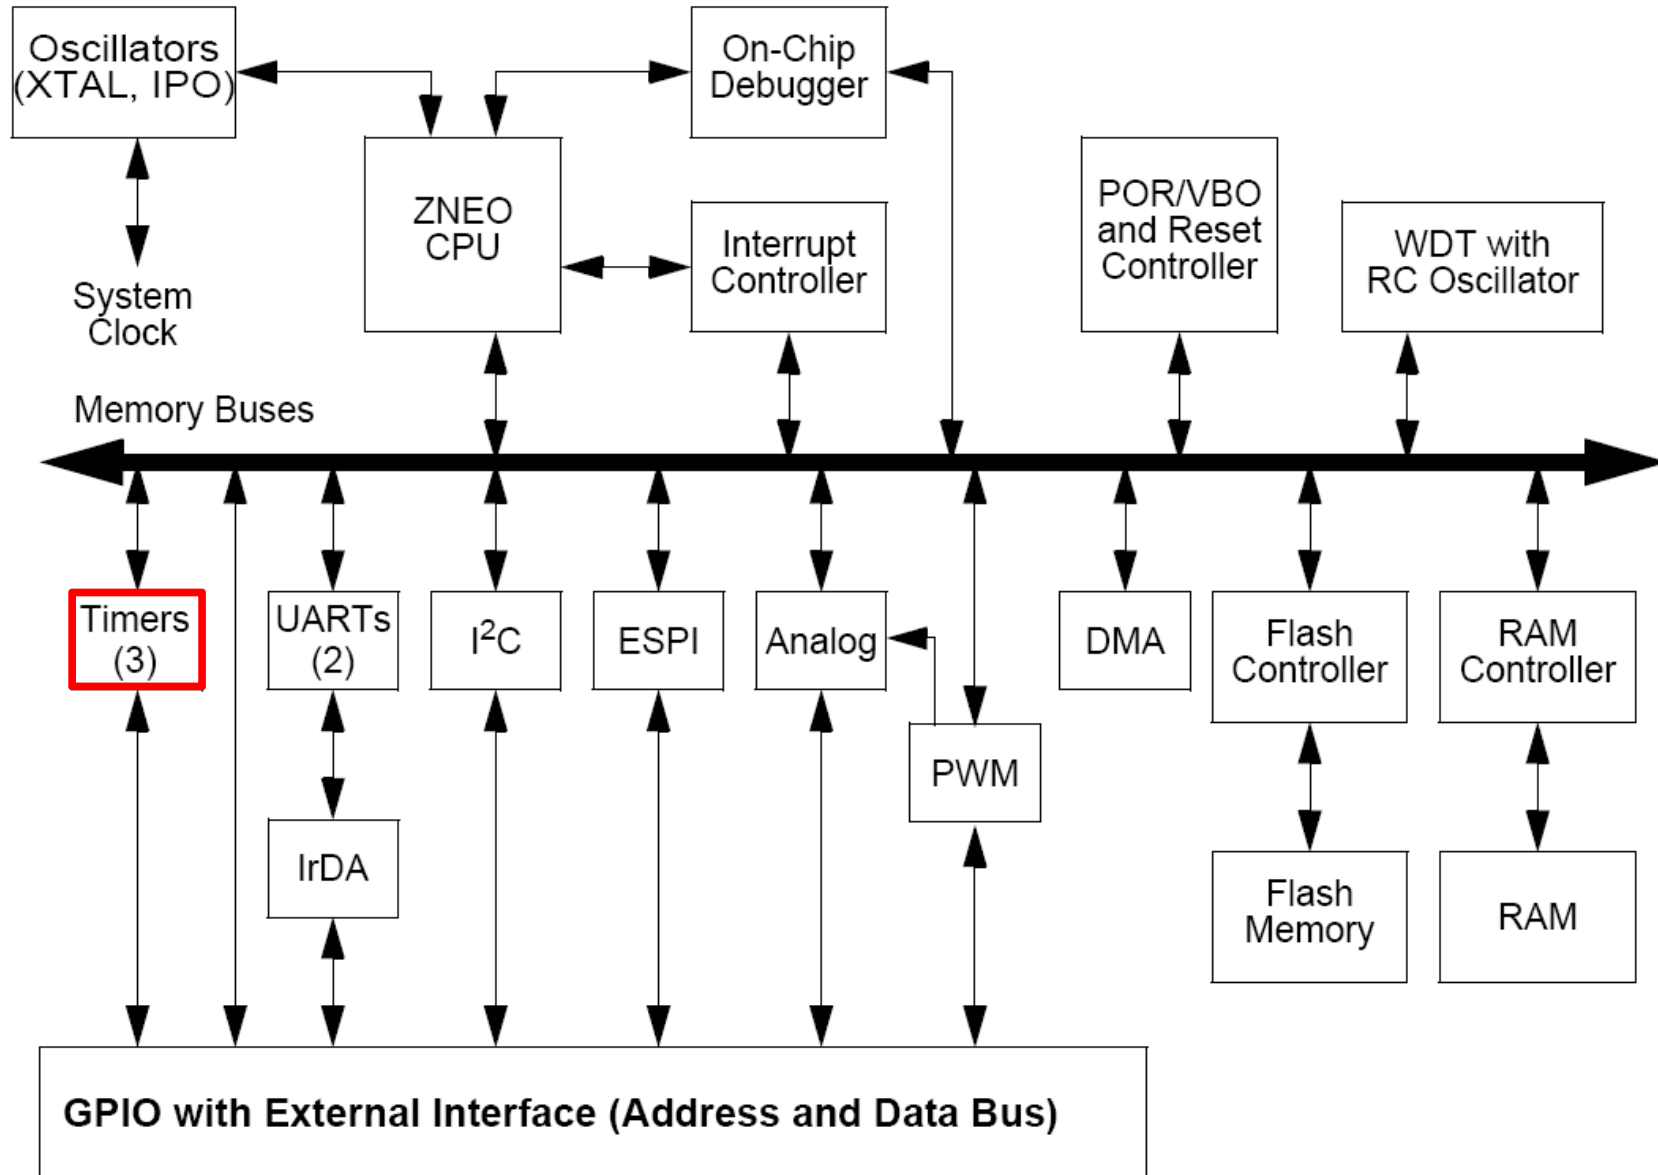 Oscillators
(XTAL, IPO)
On-Chip
Debugger
ZNEO
CPU
Interrupt
Controller
POR/VBO
and Reset
Controller
WDT with
RC Oscillator
System
Clock
Memory Buses
Timers
(3)
UARTs
(2)
I²C
ESPI
Analog
DMA
Flash
Controller
RAM
Controller
PWM
IrDA
Flash
Memory
RAM
GPIO with External Interface (Address and Data Bus)